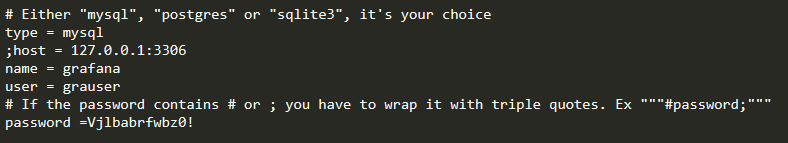 # Either "mysql", "postgres" or "sqlite3", it's your choice
type = mysql
;host = 127.0.0.1:3306
name = grafana
user = grauser
# If the password contains # or ; you have to wrap it with triple quotes. Ex """#password;"""
password =Vjlbabrfwbz0!